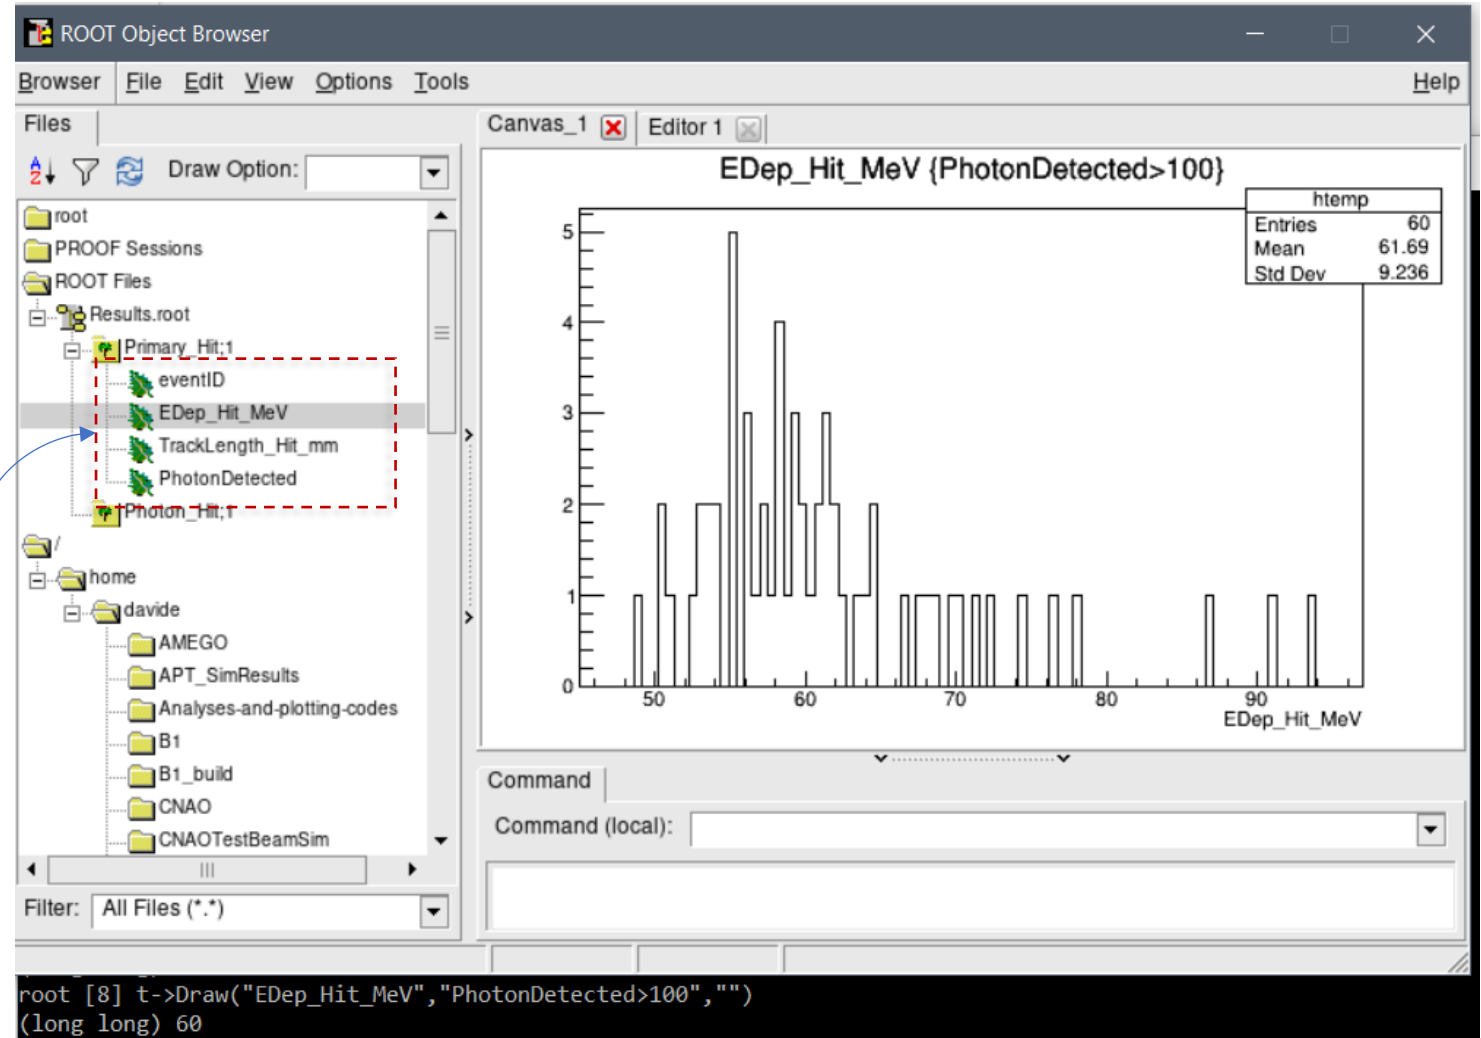 ROOT Object Browser
Browser File Edit View Options Tools Help
Files
Draw Option:
root
PROOF Sessions
ROOT Files
Results.root
Primary_Hit;1
eventID
EDep_Hit_MeV
TrackLength_Hit_mm
PhotonDetected
Photon_Hit;1
/
home
davide
AMEGO
APT_SimResults
Analyses-and-plotting-codes
B1
B1_build
CNAO
CNAOTestBeamSim
Filter: All Files (*.*)
Canvas_1 Editor 1
EDep_Hit_MeV {PhotonDetected>100}
htemp
Entries 60
Mean 61.69
Std Dev 9.236
5
4
3
2
1
0
50 60 70 80 90
EDep_Hit_MeV
Command
Command (local):
root [8] t->Draw("EDep_Hit_MeV","PhotonDetected>100","")
(long long) 60